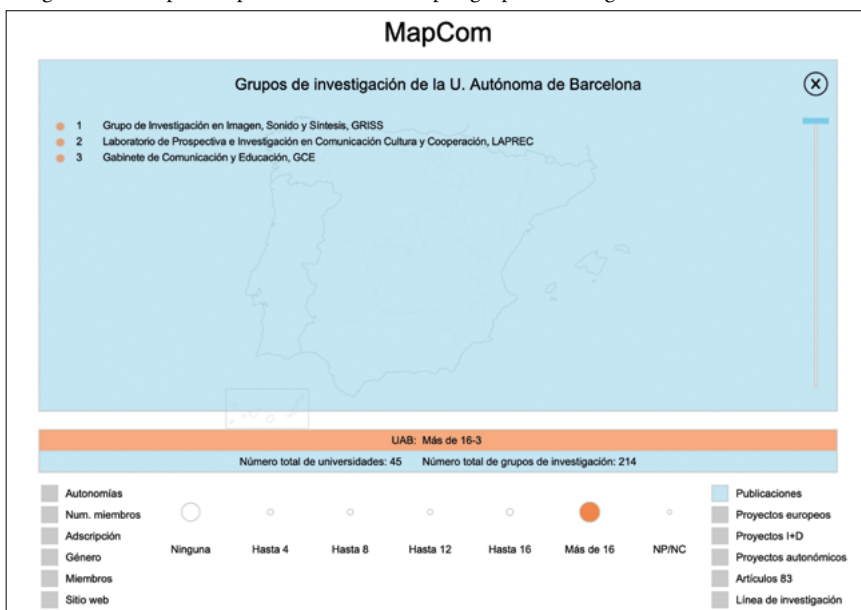 MapCom
Grupos de investigación de la U. Autónoma de Barcelona
X
1 Grupo de Investigación en Imagen, Sonido y Síntesis, GRISS
2 Laboratorio de Prospectiva e Investigación en Comunicación Cultura y Cooperación, LAPREC
3 Gabinete de Comunicación y Educación, GCE
UAB: Más de 16-3
Número total de universidades: 45 Número total de grupos de investigación: 214
Autonomías
Num. miembros
Adscripción
Género
Miembros
Sitio web
Ninguna Hasta 4 Hasta 8 Hasta 12 Hasta 16 Más de 16 NP/NC
Publicaciones
Proyectos europeos
Proyectos I+D
Proyectos autonómicos
Artículos 83
Línea de investigación